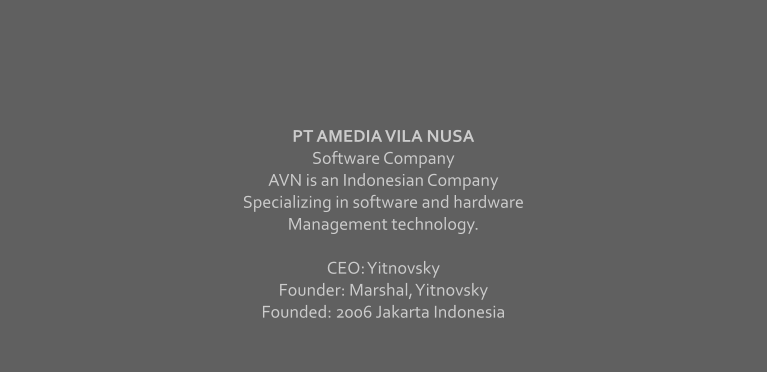 PT AMEDIA VILA NUSA
Software Company
AVN is an Indonesian Company
Specializing in software and hardware
Management technology.
CEO: Yitnovsky
Founder: Marshal, Yitnovsky
Founded: 2006 Jakarta Indonesia